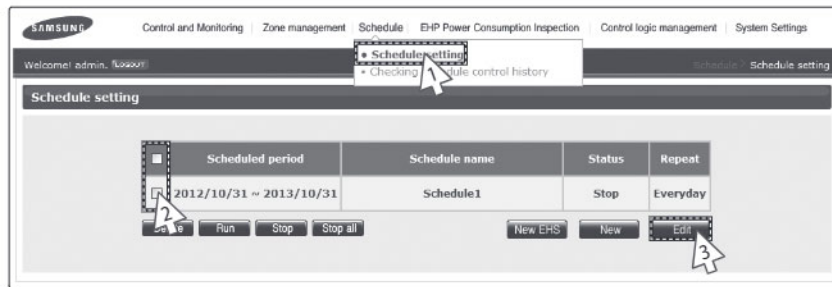 SAMSUNG Control and Monitoring Zone management Schedule EHP Power Consumption Inspection Control logic management System Settings
Welcome! admin. Logout • Schedule setting Schedule > Schedule setting
• Checking schedule control history
1
Schedule setting
Scheduled period Schedule name Status Repeat
2012/10/31 ~ 2013/10/31 Schedule1 Stop Everyday
2
Run Stop Stop all New EHS New Edit
3